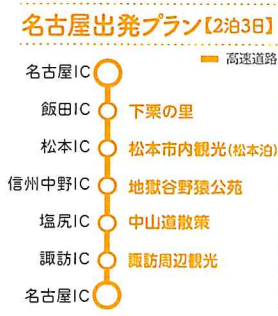 名古屋出発プラン【2泊3日】
高速道路
名古屋IC
飯田IC 下栗の里
松本IC 松本市内観光(松本泊)
信州中野IC 地獄谷野猿公苑
塩尻IC 中山道散策
諏訪IC 諏訪周辺観光
名古屋IC